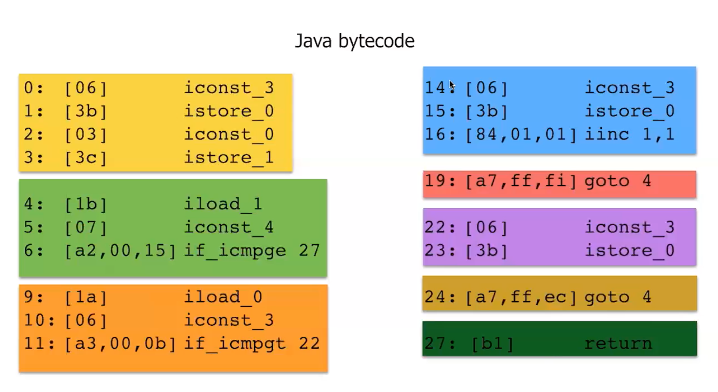 Java bytecode
0: [06] iconst_3
1: [3b] istore_0
2: [03] iconst_0
3: [3c] istore_1
4: [1b] iload_1
5: [07] iconst_4
6: [a2,00,15] if_icmpge 27
9: [1a] iload_0
10: [06] iconst_3
11: [a3,00,0b] if_icmpgt 22
14: [06] iconst_3
15: [3b] istore_0
16: [84,01,01] iinc 1,1
19: [a7,ff,fi] goto 4
22: [06] iconst_3
23: [3b] istore_0
24: [a7,ff,ec] goto 4
27: [b1] return